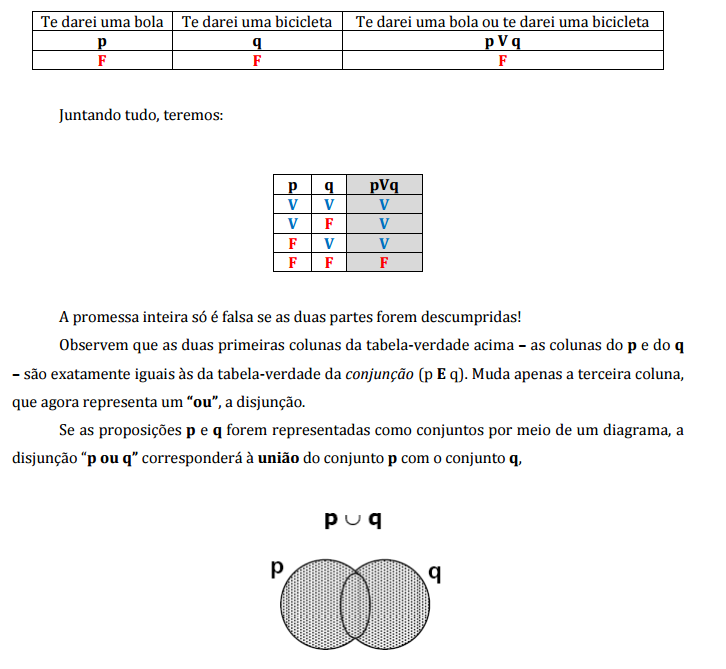 Te darei uma bola Te darei uma bicicleta Te darei uma bola ou te darei uma bicicleta
p q p V q
F F F
Juntando tudo, teremos:
p q pVq
V V V
V F V
F V V
F F F
A promessa inteira só é falsa se as duas partes forem descumpridas!
Observem que as duas primeiras colunas da tabela-verdade acima – as colunas do p e do q
– são exatamente iguais às da tabela-verdade da conjunção (p E q). Muda apenas a terceira coluna,
que agora representa um “ou”, a disjunção.
Se as proposições p e q forem representadas como conjuntos por meio de um diagrama, a
disjunção “p ou q” corresponderá à união do conjunto p com o conjunto q,
p ∪ q
p q